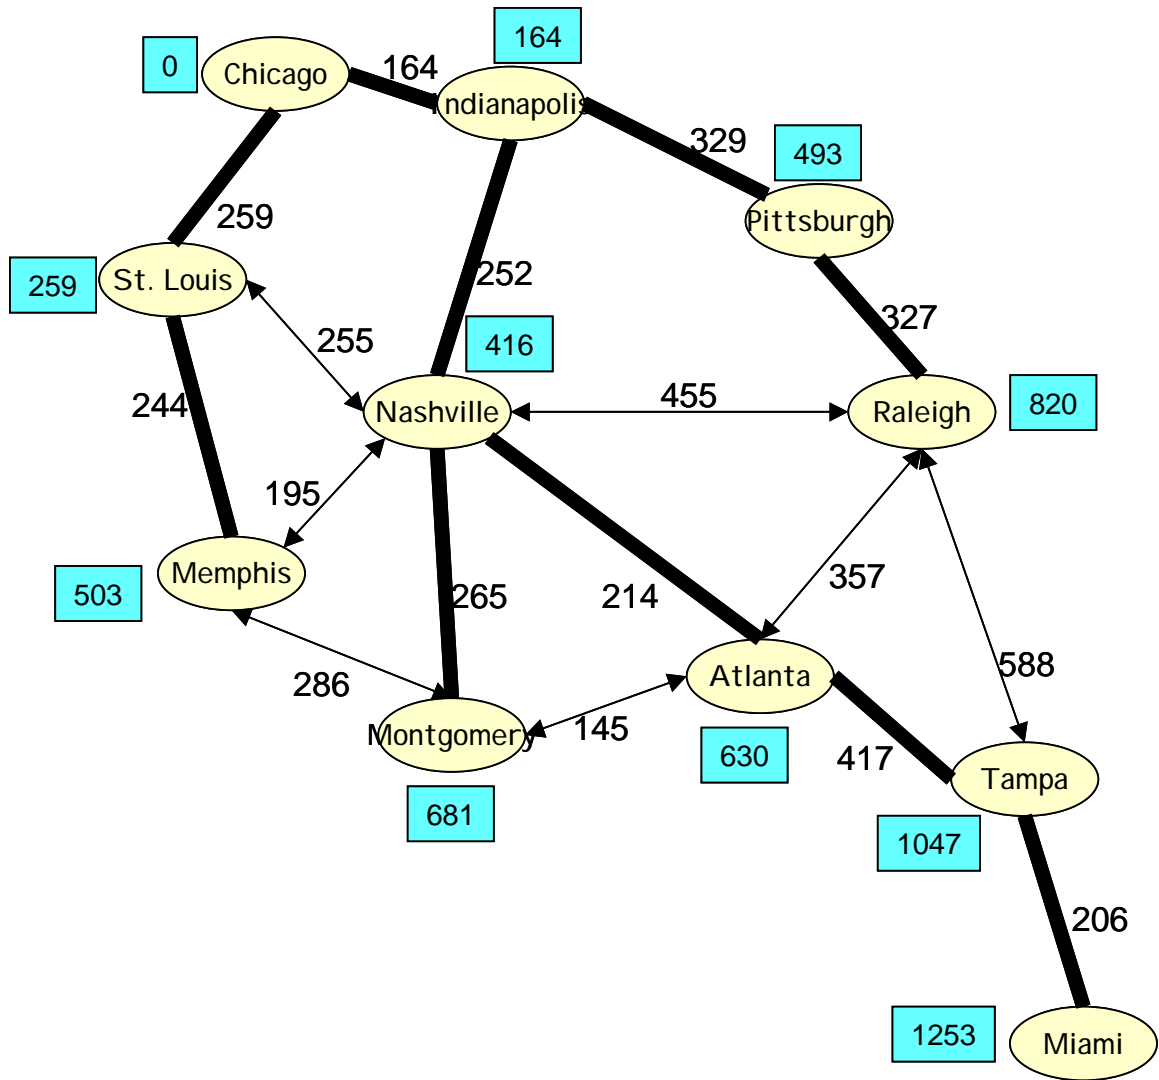 164
0
Chicago
164
Indianapolis
329
493
Pittsburgh
259
St. Louis
259
252
327
255
416
244
Nashville
455
Raleigh
820
195
Memphis
503
265
214
357
286
Atlanta
588
Montgomery
145
630
417
Tampa
681
1047
206
1253
Miami